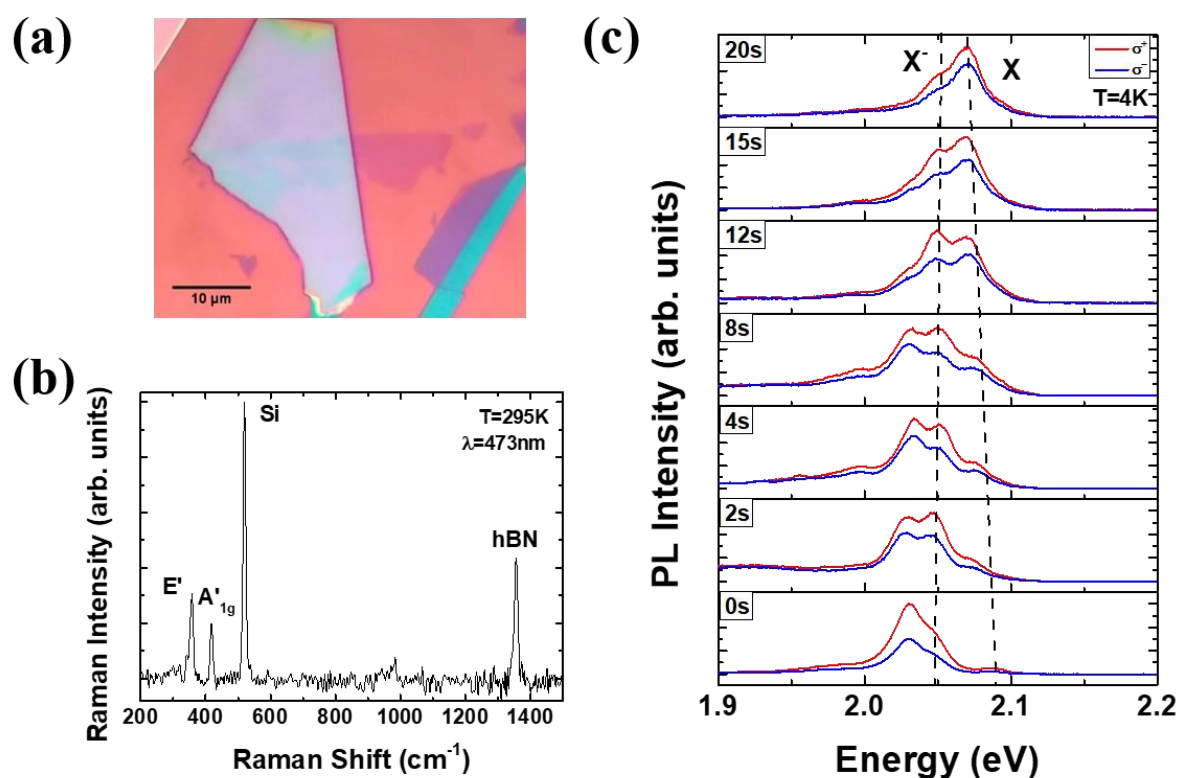 (a)
10 µm
(b)
Raman Intensity (arb. units)
Si
T=295K
λ=473nm
hBN
E'
A'1g
200 400 600 800 1000 1200 1400
Raman Shift (cm-1)
(c)
PL Intensity (arb. units)
20s
X-
X
σ+
σ-
T=4K
15s
12s
8s
4s
2s
0s
1.9 2.0 2.1 2.2
Energy (eV)